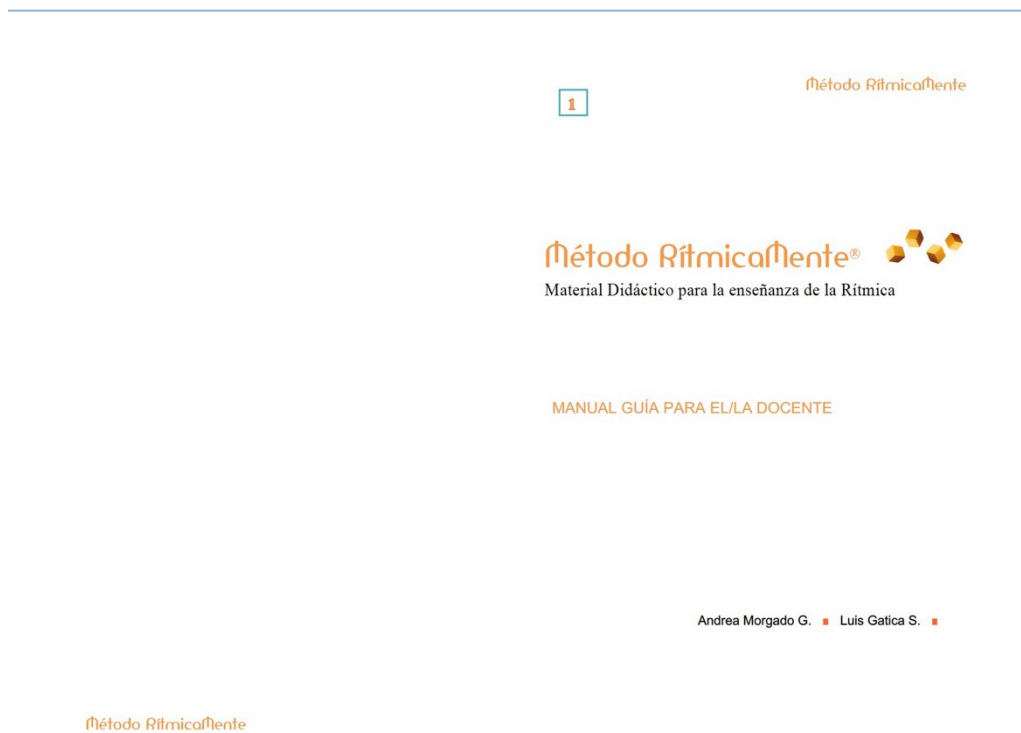 Método RítmicaMente
1
Método RítmicaMente®
Material Didáctico para la enseñanza de la Rítmica
MANUAL GUÍA PARA EL/LA DOCENTE
Andrea Morgado G. Luis Gatica S.
Método RítmicaMente